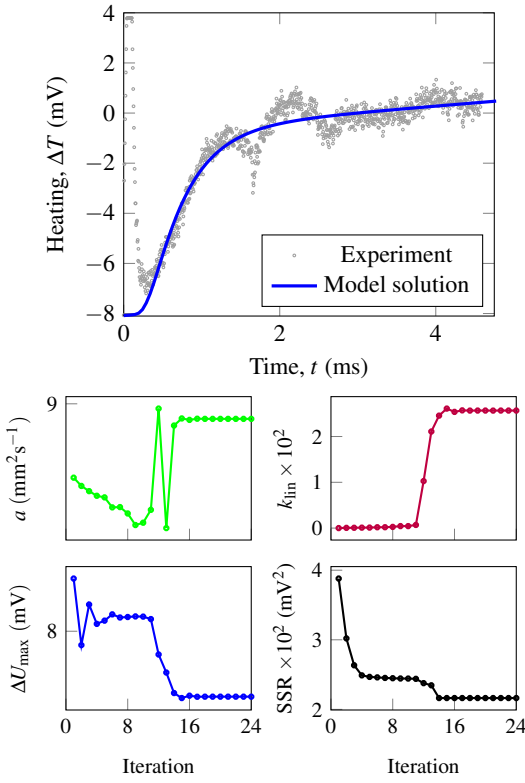 4
2
0
−2
−4
−6
−8
Heating, ΔT (mV)
Experiment
Model solution
0
2
4
Time, t (ms)
9
a (mm²s⁻¹)
2
1
0
k_lin × 10²
8
ΔU_max (mV)
4
3
2
SSR ×10² (mV²)
0
8
16
24
0
8
16
24
Iteration
Iteration